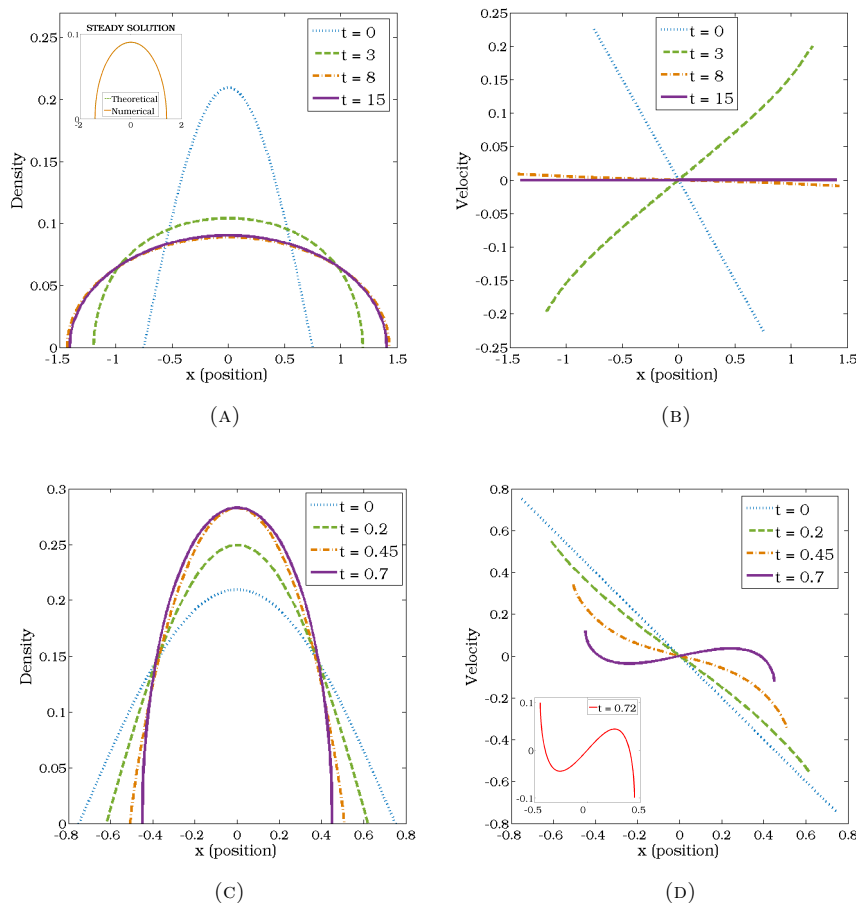 STEADY SOLUTION
0.1
0
-2 0 2
Theoretical
Numerical
t = 0
t = 3
t = 8
t = 15
Density
0.25
0.2
0.15
0.1
0.05
0
-1.5 -1 -0.5 0 0.5 1 1.5
x (position)
(A)
t = 0
t = 3
t = 8
t = 15
Velocity
0.25
0.2
0.15
0.1
0.05
0
-0.05
-0.1
-0.15
-0.2
-0.25
-1.5 -1 -0.5 0 0.5 1 1.5
x (position)
(B)
t = 0
t = 0.2
t = 0.45
t = 0.7
Density
0.3
0.25
0.2
0.15
0.1
0.05
0
-0.8 -0.6 -0.4 -0.2 0 0.2 0.4 0.6 0.8
x (position)
(C)
t = 0
t = 0.2
t = 0.45
t = 0.7
Velocity
0.8
0.6
0.4
0.2
0
-0.2
-0.4
-0.6
-0.8
t = 0.72
0.1
0
-0.1
-0.5 0 0.5
-0.8 -0.6 -0.4 -0.2 0 0.2 0.4 0.6 0.8
x (position)
(D)